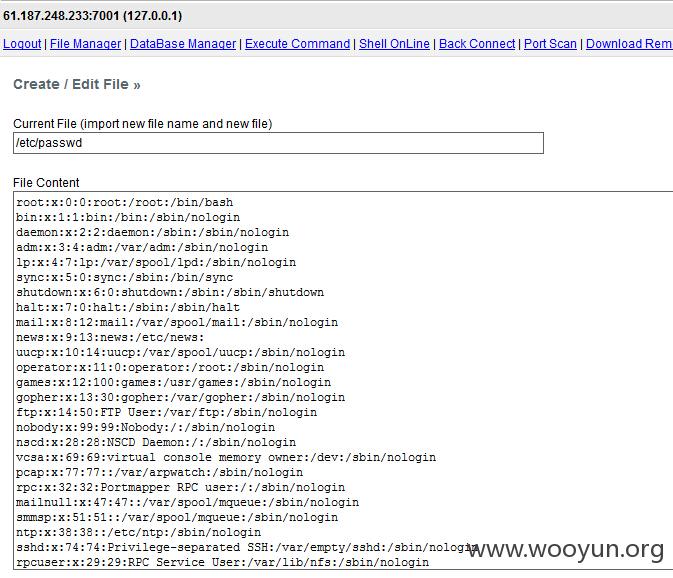 61.187.248.233:7001 (127.0.0.1)
Logout | File Manager | DataBase Manager | Execute Command | Shell OnLine | Back Connect | Port Scan | Download Rem
Create / Edit File »
Current File (import new file name and new file)
/etc/passwd
File Content
root:x:0:0:root:/root:/bin/bash
bin:x:1:1:bin:/bin:/sbin/nologin
daemon:x:2:2:daemon:/sbin:/sbin/nologin
adm:x:3:4:adm:/var/adm:/sbin/nologin
lp:x:4:7:lp:/var/spool/lpd:/sbin/nologin
sync:x:5:0:sync:/sbin:/bin/sync
shutdown:x:6:0:shutdown:/sbin:/sbin/shutdown
halt:x:7:0:halt:/sbin:/sbin/halt
mail:x:8:12:mail:/var/spool/mail:/sbin/nologin
news:x:9:13:news:/etc/news:
uucp:x:10:14:uucp:/var/spool/uucp:/sbin/nologin
operator:x:11:0:operator:/root:/sbin/nologin
games:x:12:100:games:/usr/games:/sbin/nologin
gopher:x:13:30:gopher:/var/gopher:/sbin/nologin
ftp:x:14:50:FTP User:/var/ftp:/sbin/nologin
nobody:x:99:99:Nobody:/:/sbin/nologin
nscd:x:28:28:NSCD Daemon:/:/sbin/nologin
vcsa:x:69:69:virtual console memory owner:/dev:/sbin/nologin
pcap:x:77:77::/var/arpwatch:/sbin/nologin
rpc:x:32:32:Portmapper RPC user:/:/sbin/nologin
mailnull:x:47:47::/var/spool/mqueue:/sbin/nologin
smmsp:x:51:51::/var/spool/mqueue:/sbin/nologin
ntp:x:38:38::/etc/ntp:/sbin/nologin
sshd:x:74:74:Privilege-separated SSH:/var/empty/sshd:/sbin/nologin
rpcuser:x:29:29:RPC Service User:/var/lib/nfs:/sbin/nologin
www.wooyun.org